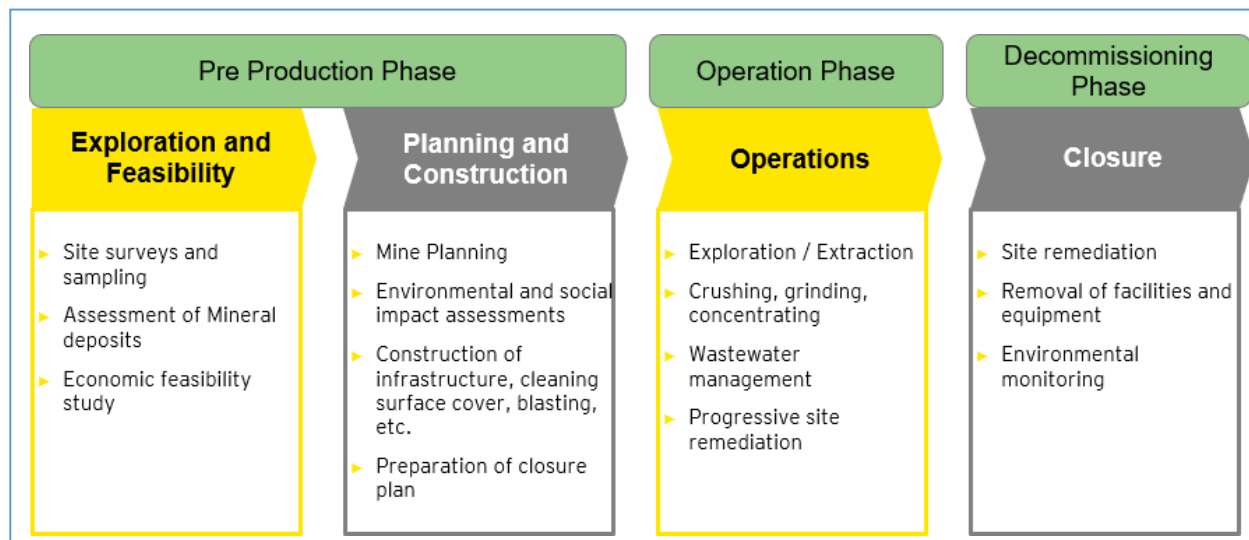 Pre Production Phase
Operation Phase
Decommissioning
Phase
Exploration and
Feasibility
Planning and
Construction
Operations
Closure
Site surveys and
sampling
Assessment of Mineral
deposits
Economic feasibility
study
Mine Planning
Environmental and social
impact assessments
Construction of
infrastructure, cleaning
surface cover, blasting,
etc.
Preparation of closure
plan
Exploration / Extraction
Crushing, grinding,
concentrating
Wastewater
management
Progressive site
remediation
Site remediation
Removal of facilities and
equipment
Environmental
monitoring